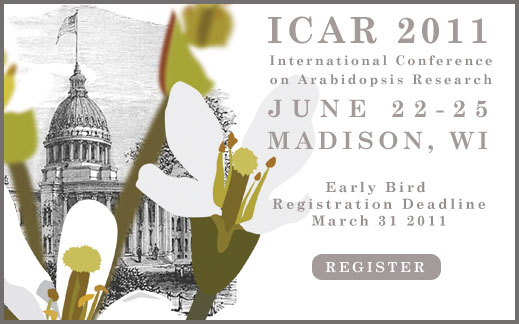 ICAR 2011
International Conference
on Arabidopsis Research
JUNE 22-25
MADISON, WI
Early Bird
Registration Deadline
March 31 2011
REGISTER